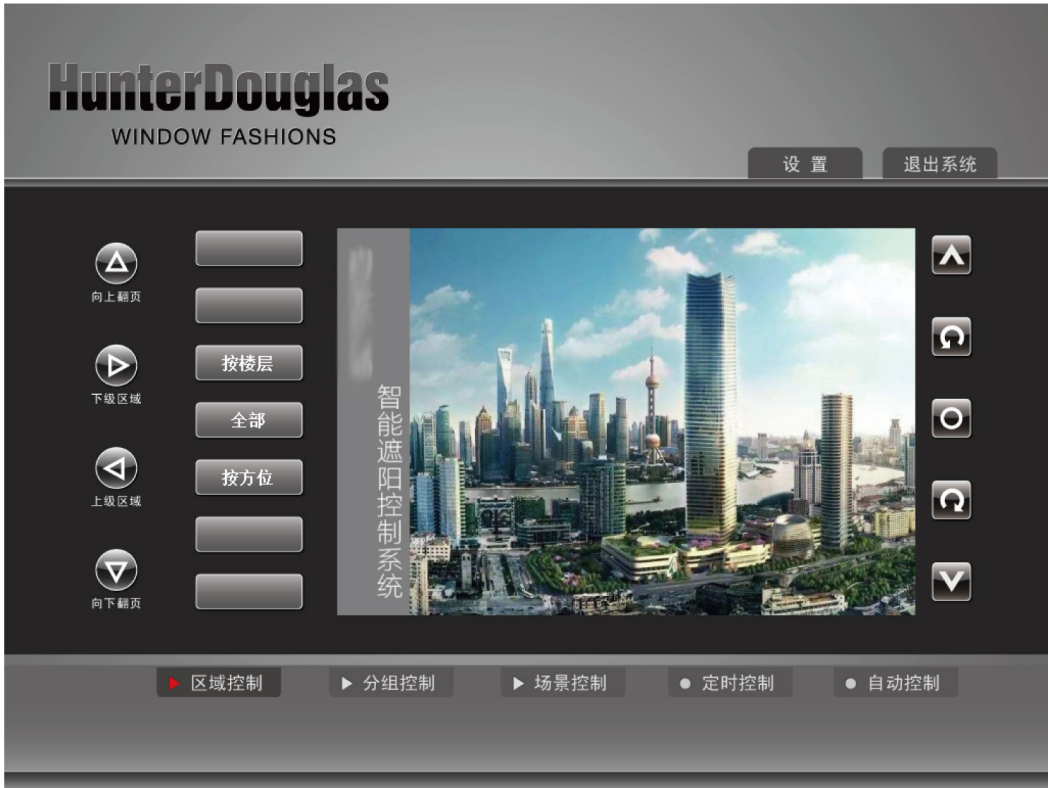 HunterDouglas
WINDOW FASHIONS
设 置
退出系统
向上翻页
下级区域
上级区域
向下翻页
按楼层
全部
按方位
智能遮阳控制系统
区域控制
分组控制
场景控制
定时控制
自动控制